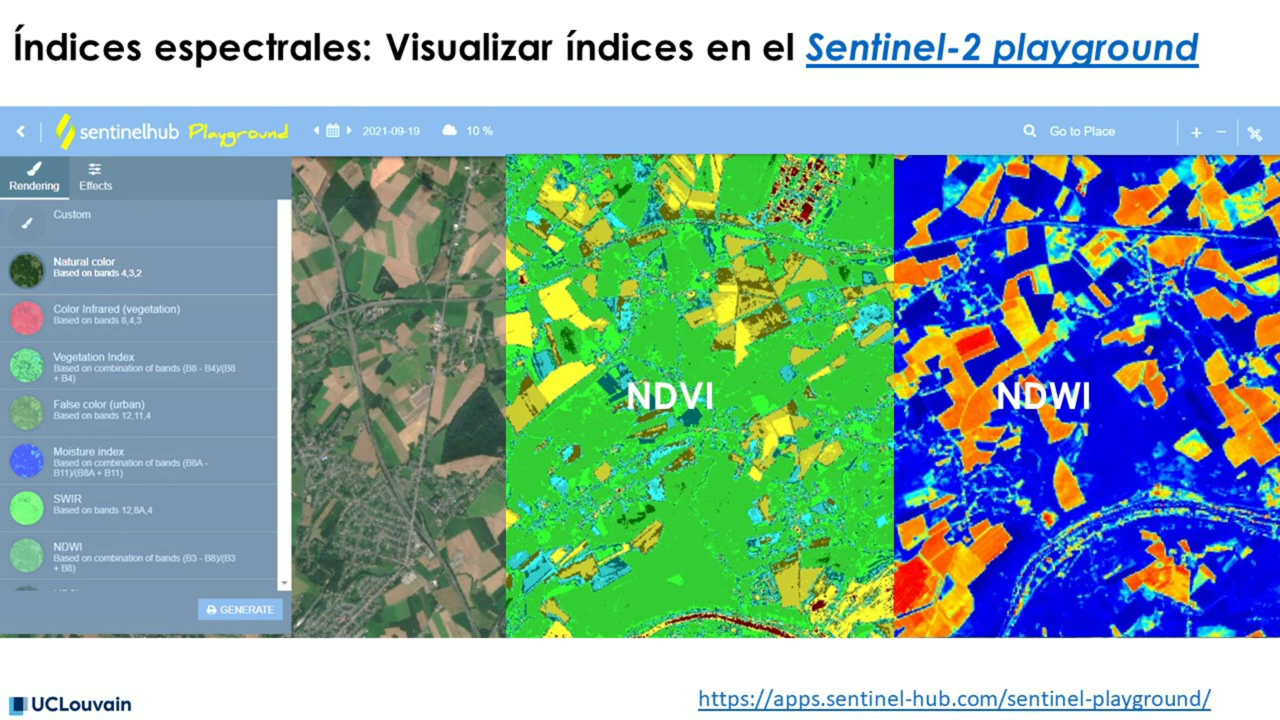 Índices espectrales: Visualizar índices en el Sentinel-2 playground
sentinelhub Playground
2021-09-19
10 %
Go to Place
Rendering
Effects
Custom
Natural color
Based on bands 4,3,2
Color Infrared (vegetation)
Based on bands 8,4,3
Vegetation Index
Based on combination of bands (B8 - B4)/(B8
+ B4)
False color (urban)
Based on bands 12,11,4
Moisture index
Based on combination of bands (B8A -
B11)/(B8A + B11)
SWIR
Based on bands 12,8A,4
NDWI
Based on combination of bands (B3 - B8)/(B3
+ B8)
GENERATE
NDVI
NDWI
UCLouvain
https://apps.sentinel-hub.com/sentinel-playground/